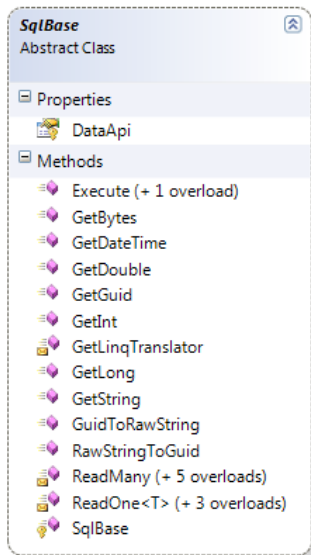 SqlBase
Abstract Class
Properties
DataApi
Methods
Execute (+ 1 overload)
GetBytes
GetDateTime
GetDouble
GetGuid
GetInt
GetLinqTranslator
GetLong
GetString
GuidToRawString
RawStringToGuid
ReadMany (+ 5 overloads)
ReadOne<T> (+ 3 overloads)
SqlBase